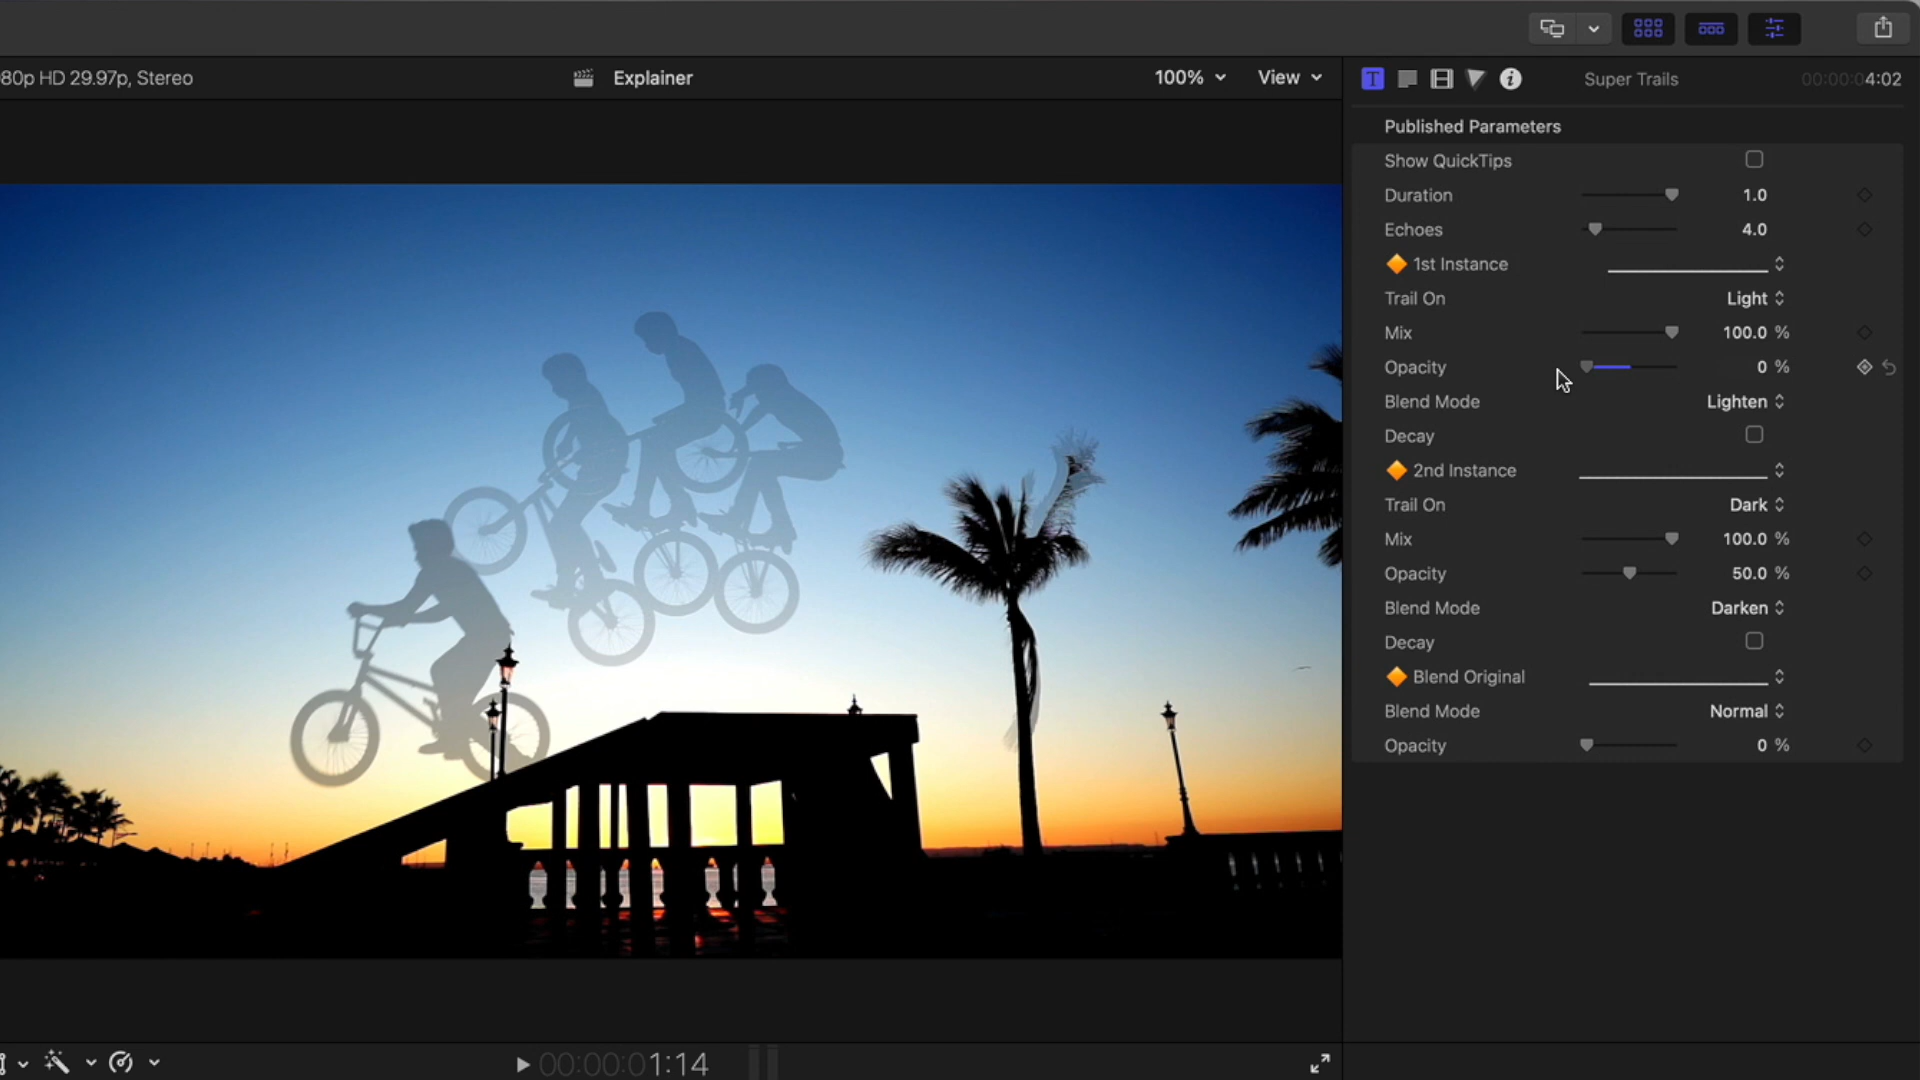 80p HD 29.97p, Stereo
Explainer
100%
View
T
Super Trails
00:00:04:02
Published Parameters
Show QuickTips
Duration 1.0
Echoes 4.0
1st Instance
Trail On Light
Mix 100.0 %
Opacity 0 %
Blend Mode Lighten
Decay
2nd Instance
Trail On Dark
Mix 100.0 %
Opacity 50.0 %
Blend Mode Darken
Decay
Blend Original
Blend Mode Normal
Opacity 0 %
00:00:01:14